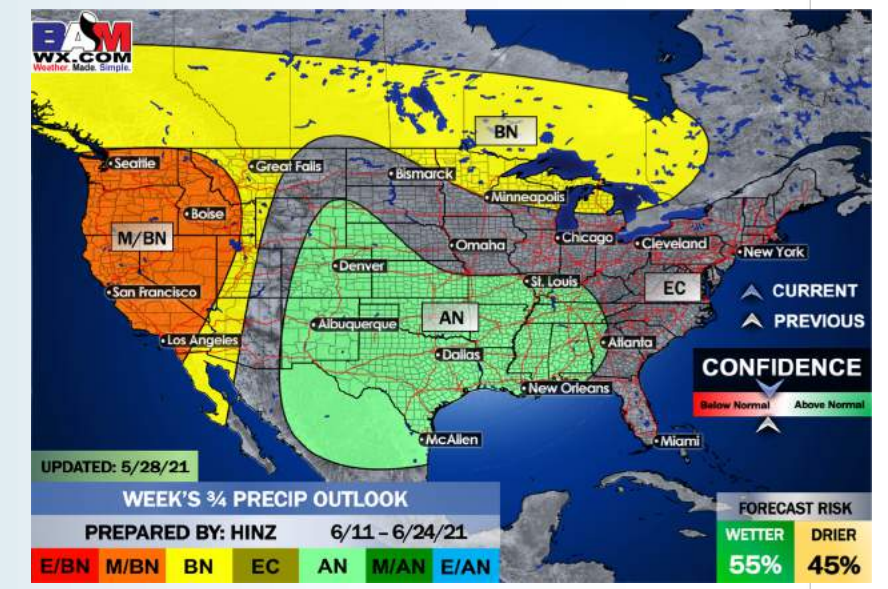 BAM
WX.COM
Weather. Made. Simple.
BN
Seattle
Great Falls
Bismarck
Minneapolis
Boise
M/BN
Omaha
Chicago
Cleveland
New York
Denver
San Francisco
St. Louis
EC
CURRENT
Albuquerque
AN
PREVIOUS
Los Angeles
Dallas
Atlanta
CONFIDENCE
New Orleans
Below Normal Above Normal
McAllen
Miami
UPDATED: 5/28/21
WEEK'S ¾ PRECIP OUTLOOK
PREPARED BY: HINZ 6/11 – 6/24/21
E/BN M/BN BN EC AN M/AN E/AN
FORECAST RISK
WETTER DRIER
55% 45%